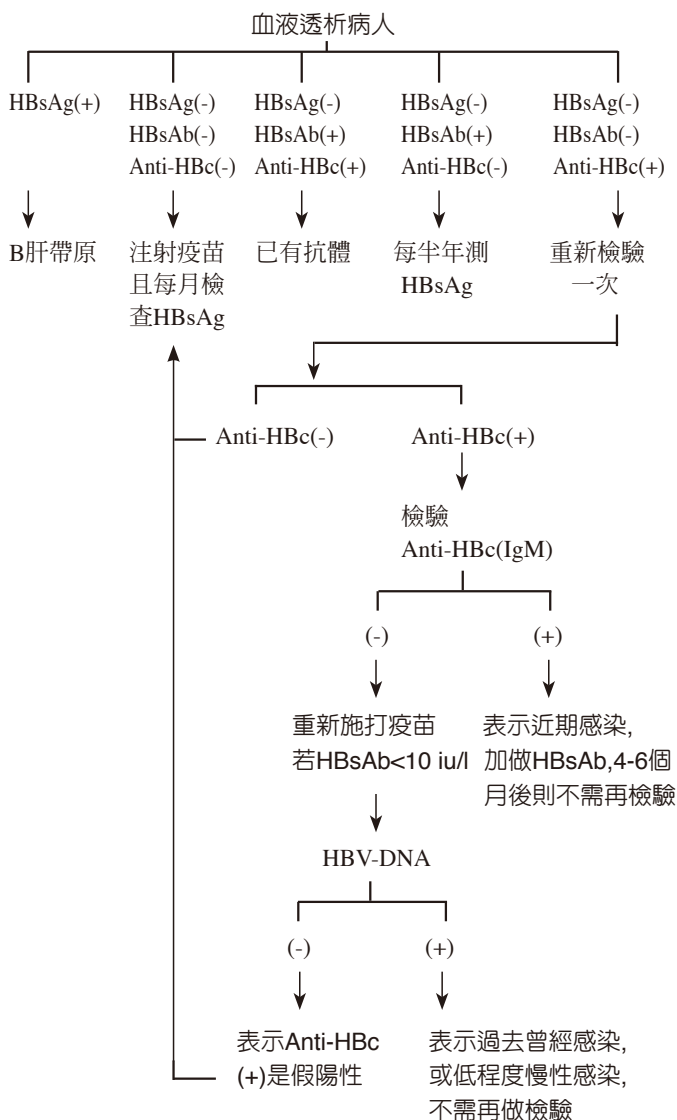 血液透析病人
HBsAg(+)
HBsAg(-)
HBsAb(-)
Anti-HBc(-)
HBsAg(-)
HBsAb(+)
Anti-HBc(+)
HBsAg(-)
HBsAb(+)
Anti-HBc(-)
HBsAg(-)
HBsAb(-)
Anti-HBc(+)
B肝帶原
注射疫苗
且每月檢
查HBsAg
已有抗體
每半年測
HBsAg
重新檢驗
一次
Anti-HBc(-)
Anti-HBc(+)
檢驗
Anti-HBc(IgM)
(-)
(+)
重新施打疫苗
若HBsAb<10 iu/l
表示近期感染,
加做HBsAb,4-6個
月後則不需再檢驗
HBV-DNA
(-)
(+)
表示Anti-HBc
(+)是假陽性
表示過去曾經感染,
或低程度慢性感染,
不需再做檢驗